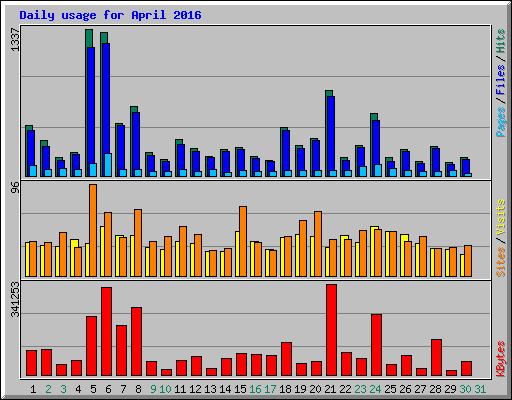 Daily usage for April 2016
1337
Pages / Files / Hits
96
Sites / Visits
341253
KBytes
1 2 3 4 5 6 7 8 9 10 11 12 13 14 15 16 17 18 19 20 21 22 23 24 25 26 27 28 29 30 31